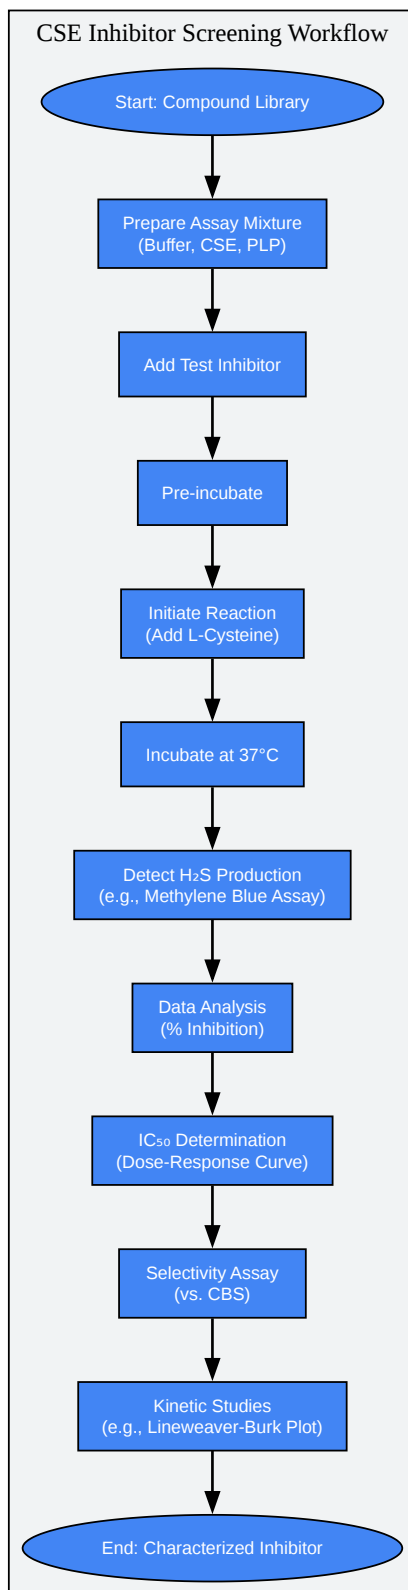 CSE Inhibitor Screening Workflow
Start: Compound Library
Prepare Assay Mixture
(Buffer, CSE, PLP)
Add Test Inhibitor
Pre-incubate
Initiate Reaction
(Add L-Cysteine)
Incubate at 37°C
Detect H₂S Production
(e.g., Methylene Blue Assay)
Data Analysis
(% Inhibition)
IC₅₀ Determination
(Dose-Response Curve)
Selectivity Assay
(vs. CBS)
Kinetic Studies
(e.g., Lineweaver-Burk Plot)
End: Characterized Inhibitor